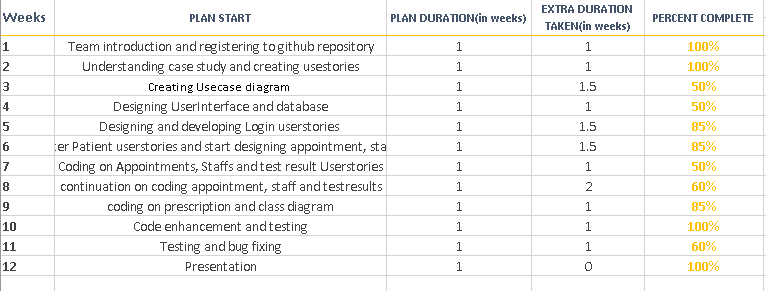 Weeks PLAN START PLAN DURATION(in weeks) EXTRA DURATION TAKEN(in weeks) PERCENT COMPLETE
1 Team introduction and registering to github repository 1 1 100%
2 Understanding case study and creating usestories 1 1 100%
3 Creating Usecase diagram 1 1.5 50%
4 Designing UserInterface and database 1 1 50%
5 Designing and developing Login userstories 1 1.5 85%
6 er Patient userstories and start designing appointment, sta 1 1.5 85%
7 Coding on Appointments, Staffs and test result Userstories 1 1 50%
8 continuation on coding appointment, staff and testresults 1 2 60%
9 coding on prescription and class diagram 1 1 85%
10 Code enhancement and testing 1 1 100%
11 Testing and bug fixing 1 1 60%
12 Presentation 1 0 100%